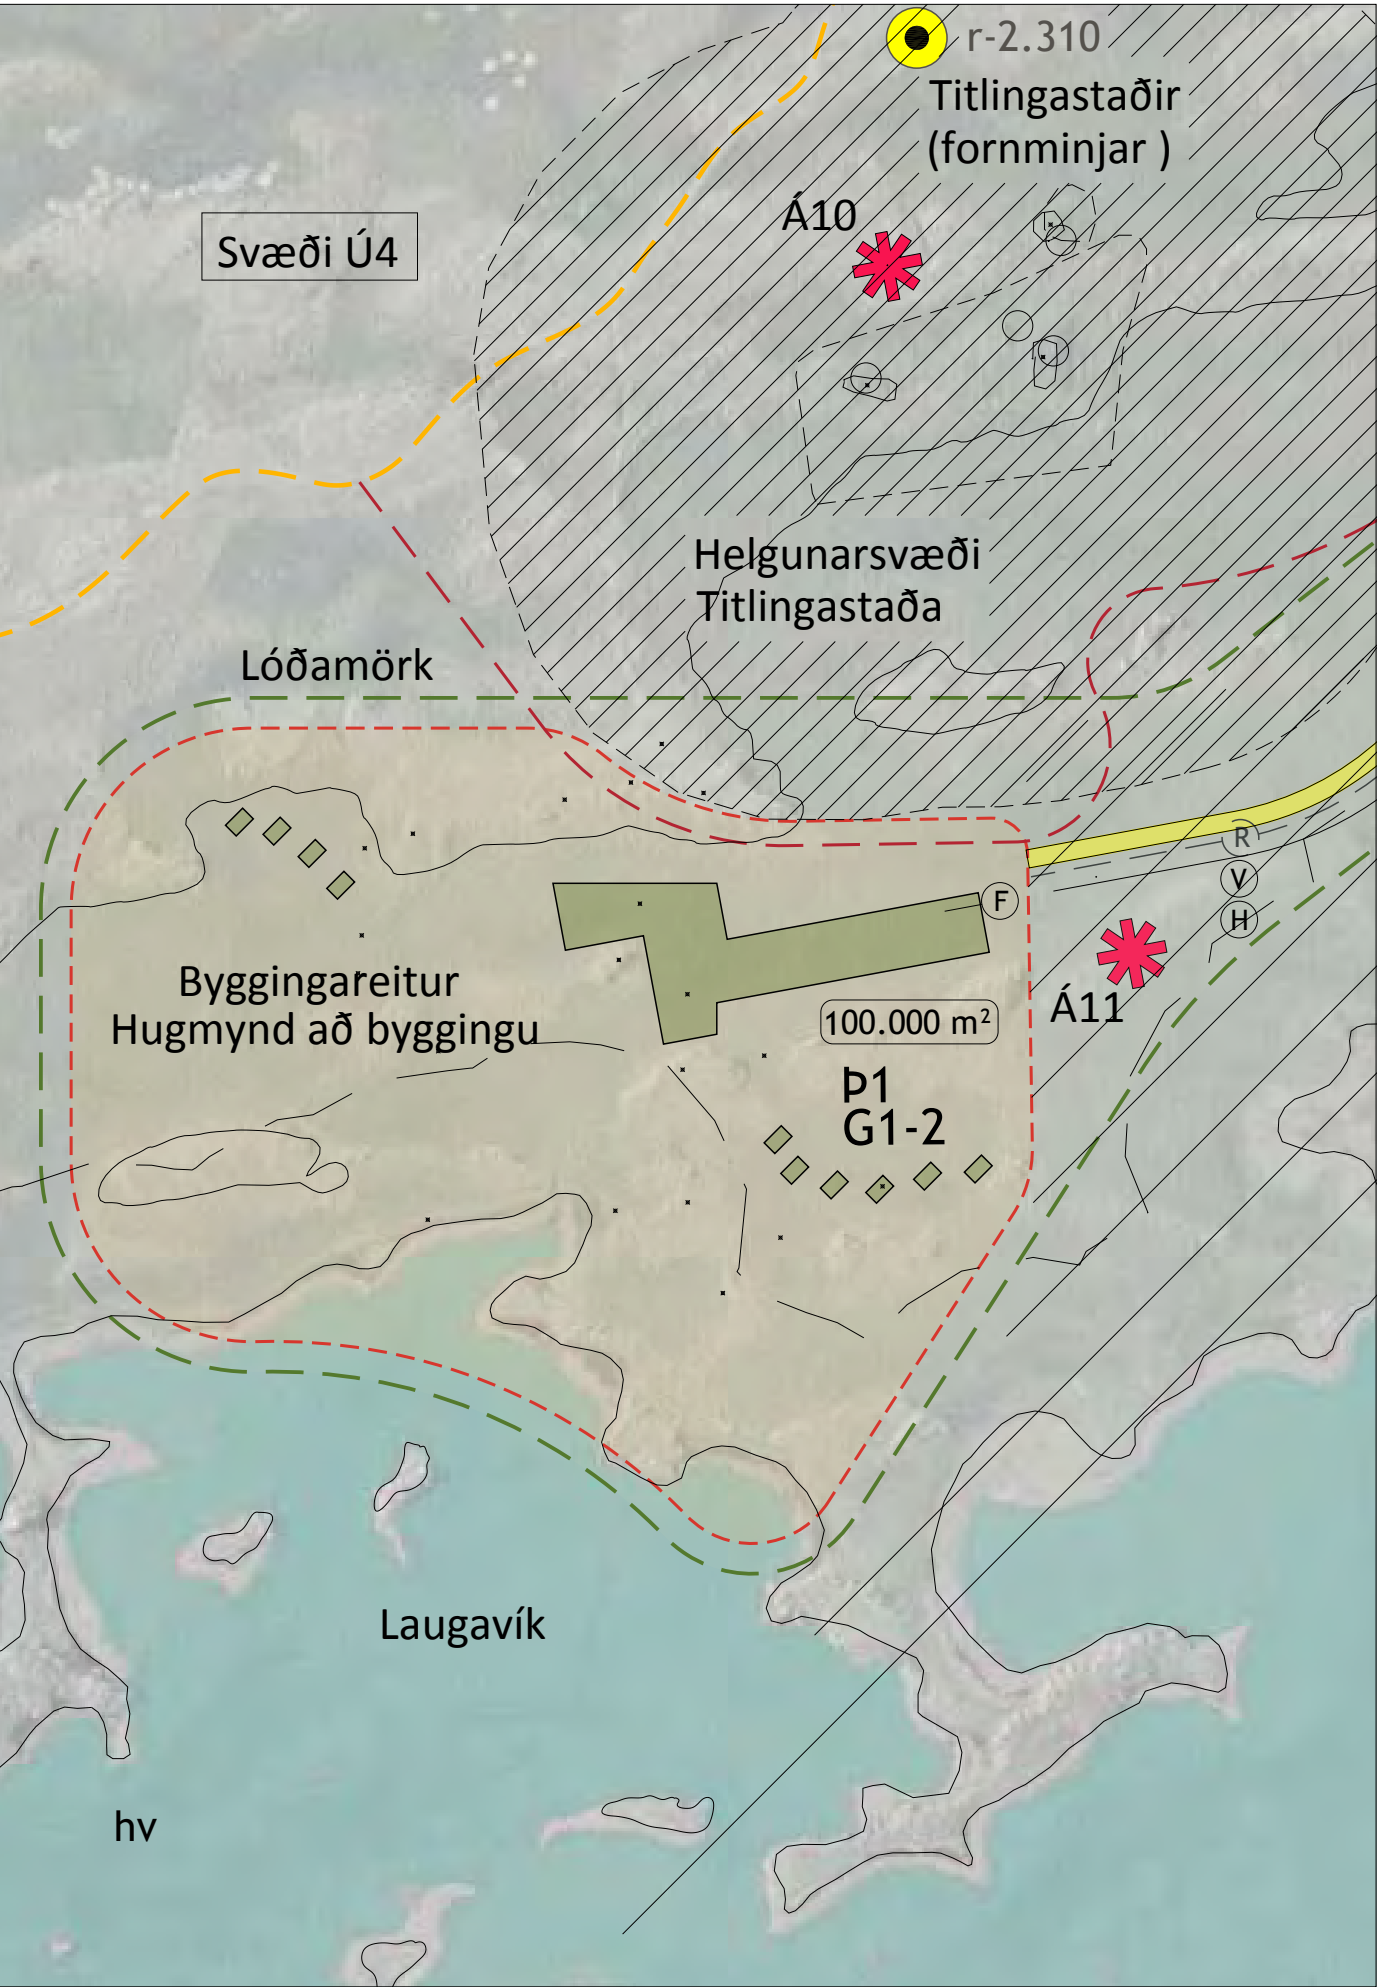 r-2.310
Titlingastaðir
(fornminjar )
Á10
Svæði Ú4
Helgunarsvæði
Titlingastaða
Lóðamörk
R
V
H
F
Byggingareitur
Hugmynd að byggingu
100.000 m²
Á11
Þ1
G1-2
Laugavík
hv